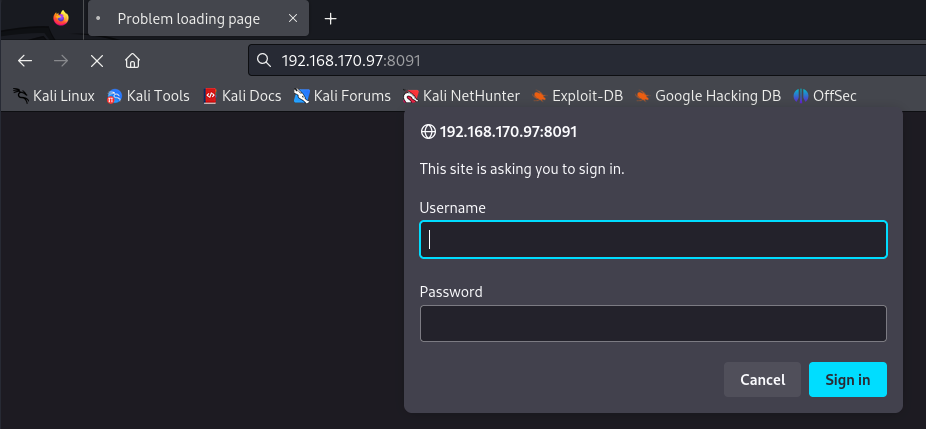 Problem loading page
192.168.170.97:8091
Kali Linux Kali Tools Kali Docs Kali Forums Kali NetHunter Exploit-DB Google Hacking DB OffSec
192.168.170.97:8091
This site is asking you to sign in.
Username
Password
Cancel Sign in